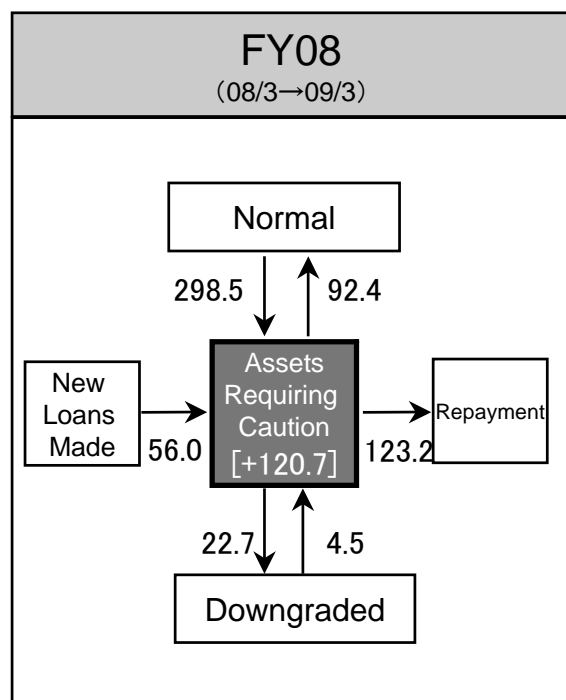 FY08
（08/3→09/3）
Normal
298.5
92.4
Assets
Requiring
Caution
[+120.7]
New
Loans
Made
56.0
Repayment
123.2
22.7
4.5
Downgraded